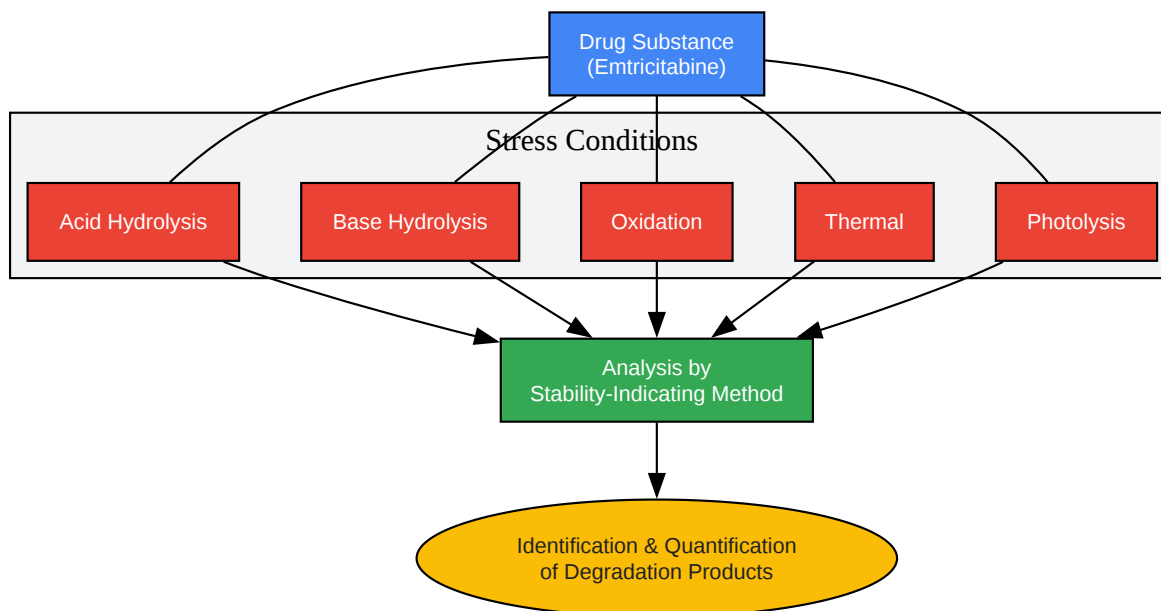 Drug Substance
(Emtricitabine)
Stress Conditions
Acid Hydrolysis
Base Hydrolysis
Oxidation
Thermal
Photolysis
Analysis by
Stability-Indicating Method
Identification & Quantification
of Degradation Products